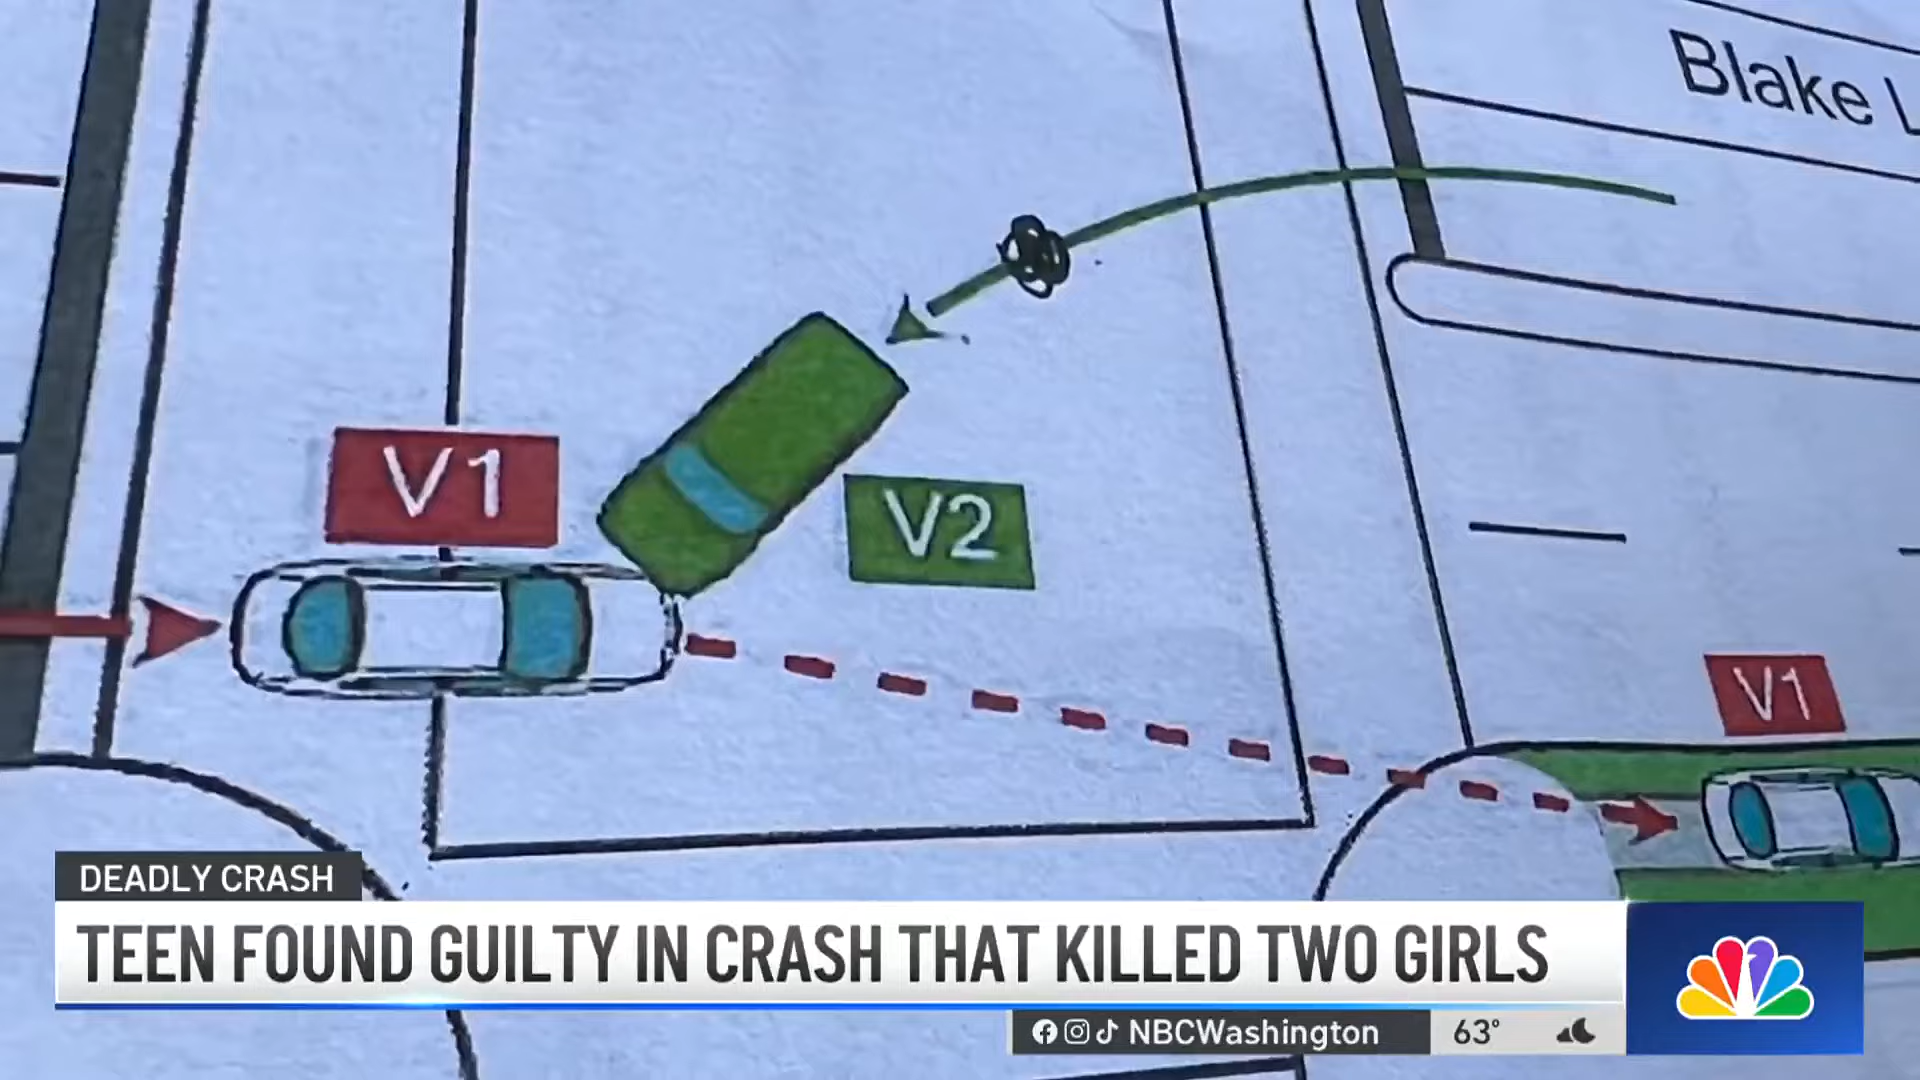 Blake L
V1
V2
V1
DEADLY CRASH
TEEN FOUND GUILTY IN CRASH THAT KILLED TWO GIRLS
NBCWashington
63°